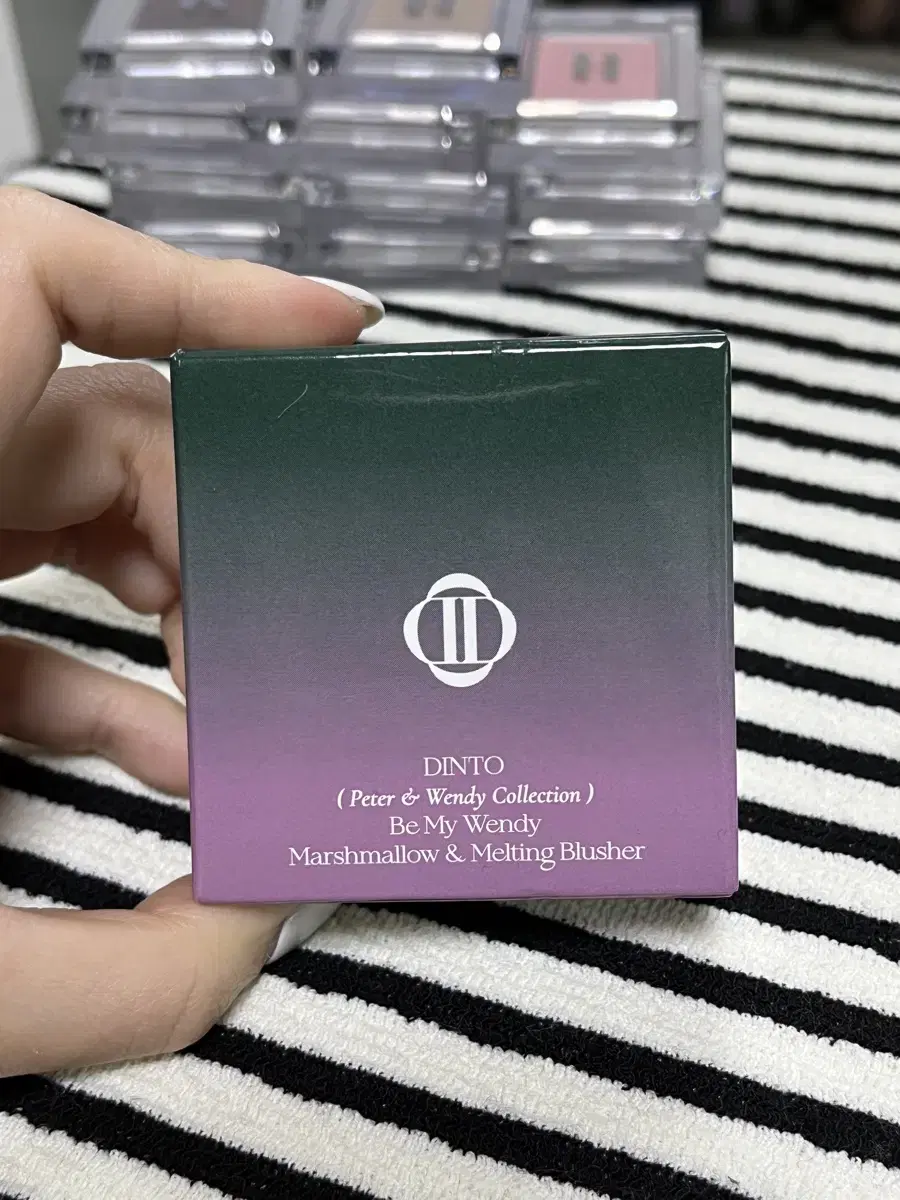 DINTO
( Peter & Wendy Collection )
Be My Wendy
Marshmallow & Melting Blusher